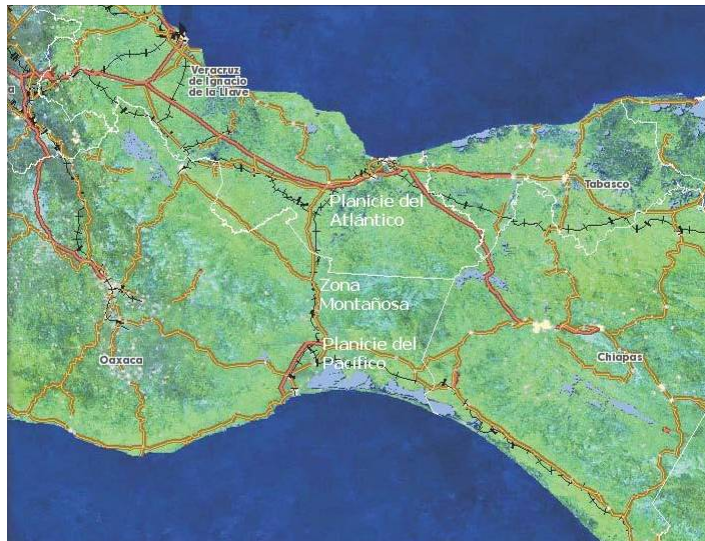 Veracruz
de Ignacio
de la Llave
a
Tabasco
Planicie del
Atlántico
Zona
Montañosa
Planicie del
Pacífico
Oaxaca
Chiapas